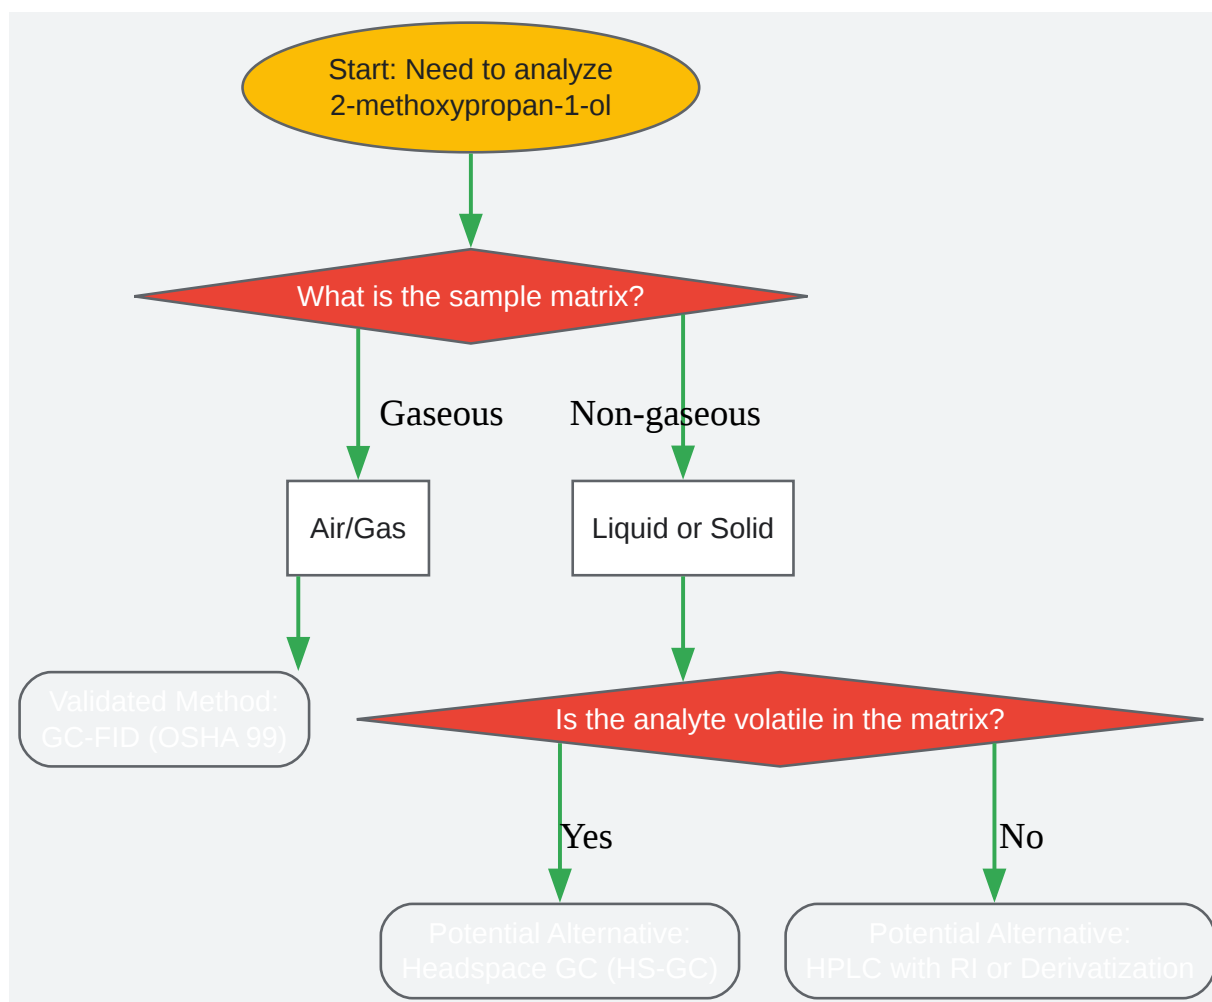 Start: Need to analyze
2-methoxypropan-1-ol
What is the sample matrix?
Gaseous
Non-gaseous
Air/Gas
Liquid or Solid
Validated Method:
GC-FID (OSHA 99)
Is the analyte volatile in the matrix?
Yes
No
Potential Alternative:
Headspace GC (HS-GC)
Potential Alternative:
HPLC with RI or Derivatization